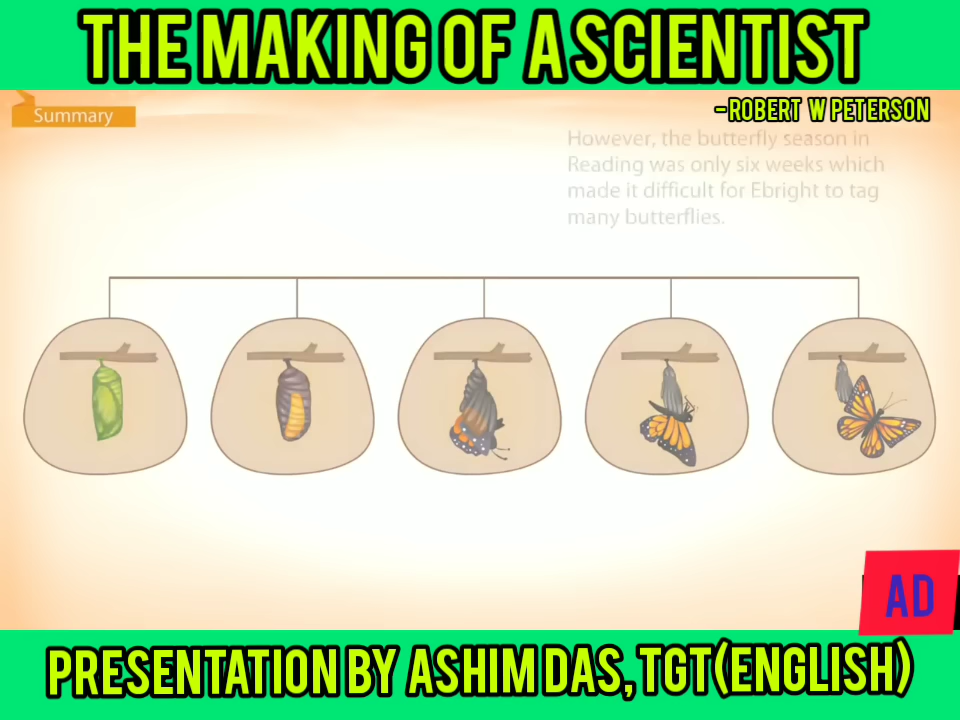 THE MAKING OF A SCIENTIST
Summary
- ROBERT W PETERSON
However, the butterfly season in
Reading was only six weeks which
made it difficult for Ebright to tag
many butterflies.
AD
PRESENTATION BY ASHIM DAS, TGT(ENGLISH)